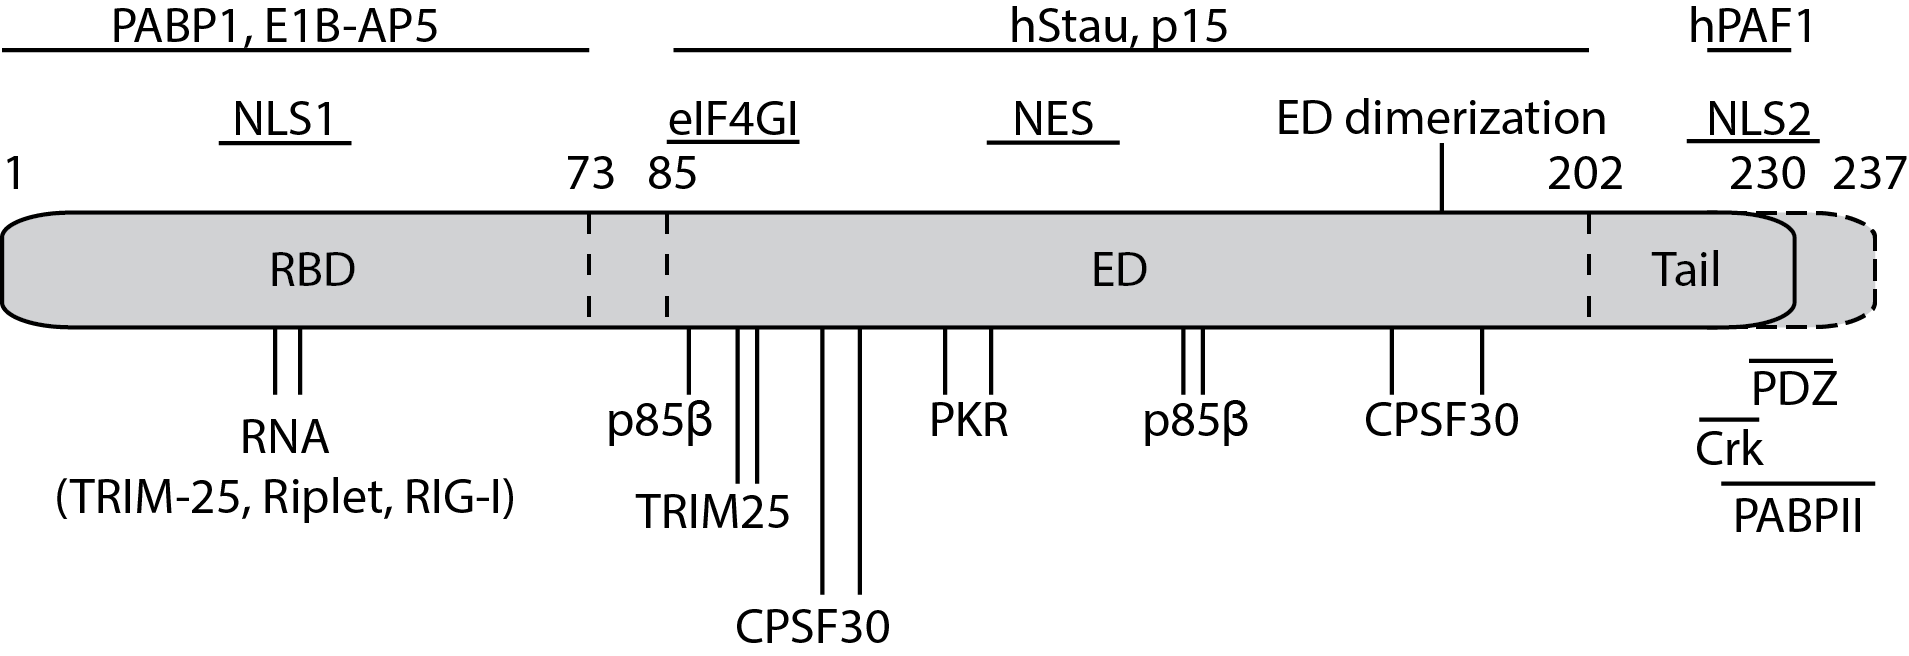 PABP1, E1B-AP5
hStau, p15
hPAF1
NLS1
eIF4GI
NES
ED dimerization
NLS2
1
73
85
202
230
237
RBD
ED
Tail
RNA
(TRIM-25, Riplet, RIG-I)
p85β
TRIM25
CPSF30
PKR
p85β
CPSF30
PDZ
Crk
PABPII